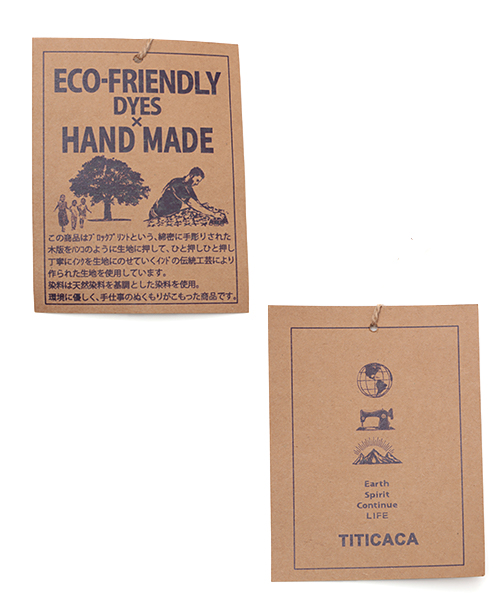 ECO-FRIENDLY
DYES
×
HAND MADE
この商品はﾌﾞﾛｯｸﾌﾟﾘﾝﾄという、綿密に手彫りされた
木版をﾊﾝｺのように生地に押して、ひと押しひと押し
丁寧にｲﾝｸを生地にのせていくｲﾝﾄﾞの伝統工芸により
作られた生地を使用しています。
染料は天然染料を基調とした染料を使用。
環境に優しく、手仕事のぬくもりがこもった商品です。
Earth
Spirit
Continue
LIFE
TITICACA